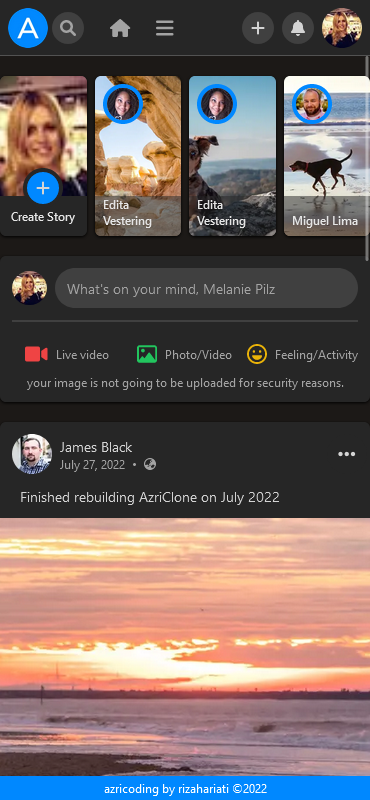 A
Create Story
Edita
Vestering
Edita
Vestering
Miguel Lima
What's on your mind, Melanie Pilz
Live video
Photo/Video
Feeling/Activity
your image is not going to be uploaded for security reasons.
James Black
July 27, 2022 •
Finished rebuilding AzriClone on July 2022
azricoding by rizahariati ©2022